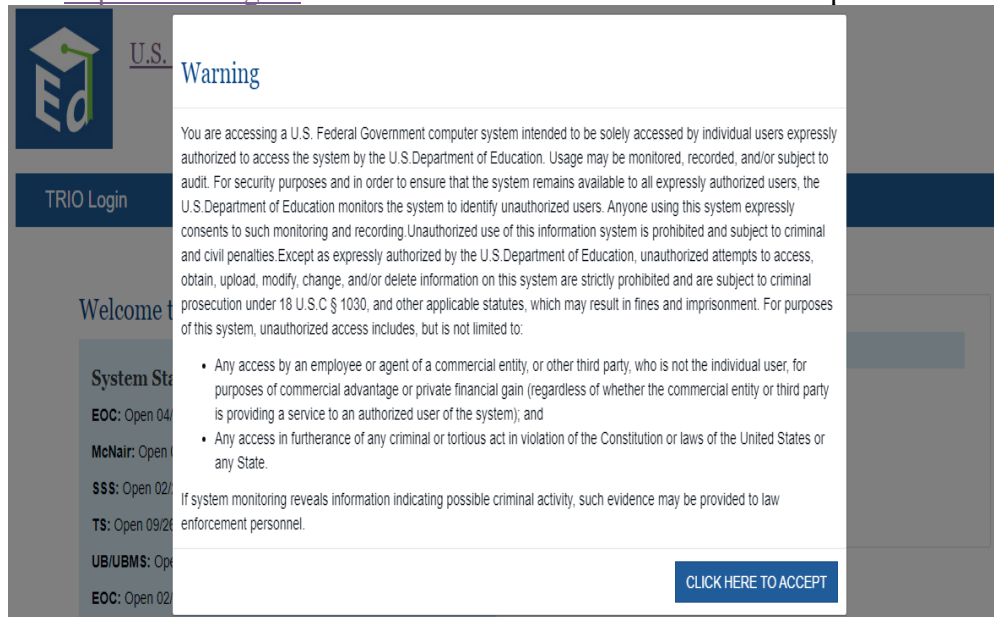 Ed
U.S.
Warning
You are accessing a U.S. Federal Government computer system intended to be solely accessed by individual users expressly
authorized to access the system by the U.S.Department of Education. Usage may be monitored, recorded, and/or subject to
audit. For security purposes and in order to ensure that the system remains available to all expressly authorized users, the
U.S.Department of Education monitors the system to identify unauthorized users. Anyone using this system expressly
consents to such monitoring and recording.Unauthorized use of this information system is prohibited and subject to criminal
and civil penalties.Except as expressly authorized by the U.S.Department of Education, unauthorized attempts to access,
obtain, upload, modify, change, and/or delete information on this system are strictly prohibited and are subject to criminal
prosecution under 18 U.S.C § 1030, and other applicable statutes, which may result in fines and imprisonment. For purposes
of this system, unauthorized access includes, but is not limited to:
• Any access by an employee or agent of a commercial entity, or other third party, who is not the individual user, for
purposes of commercial advantage or private financial gain (regardless of whether the commercial entity or third party
is providing a service to an authorized user of the system); and
• Any access in furtherance of any criminal or tortious act in violation of the Constitution or laws of the United States or
any State.
If system monitoring reveals information indicating possible criminal activity, such evidence may be provided to law
enforcement personnel.
CLICK HERE TO ACCEPT
TRIO Login
Welcome t
System Sta
EOC: Open 04/
McNair: Open
SSS: Open 02/
TS: Open 09/26
UB/UBMS: Ope
EOC: Open 02/